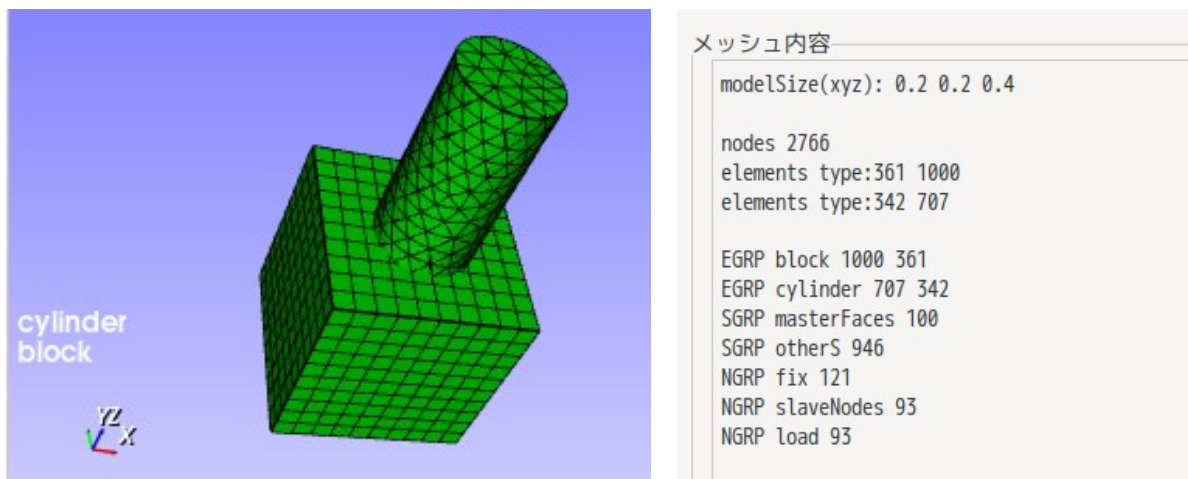 cylinder
block
YZ
X
メッシュ内容
modelSize(xyz): 0.2 0.2 0.4
nodes 2766
elements type:361 1000
elements type:342 707
EGRP block 1000 361
EGRP cylinder 707 342
SGRP masterFaces 100
SGRP otherS 946
NGRP fix 121
NGRP slaveNodes 93
NGRP load 93